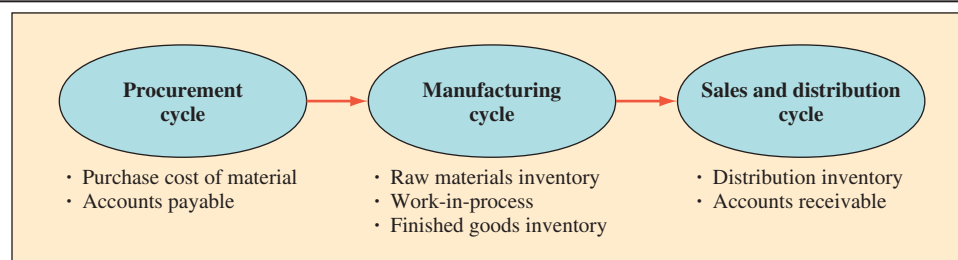 Procurement
cycle
Manufacturing
cycle
Sales and distribution
cycle
· Purchase cost of material
· Accounts payable
· Raw materials inventory
· Work-in-process
· Finished goods inventory
· Distribution inventory
· Accounts receivable